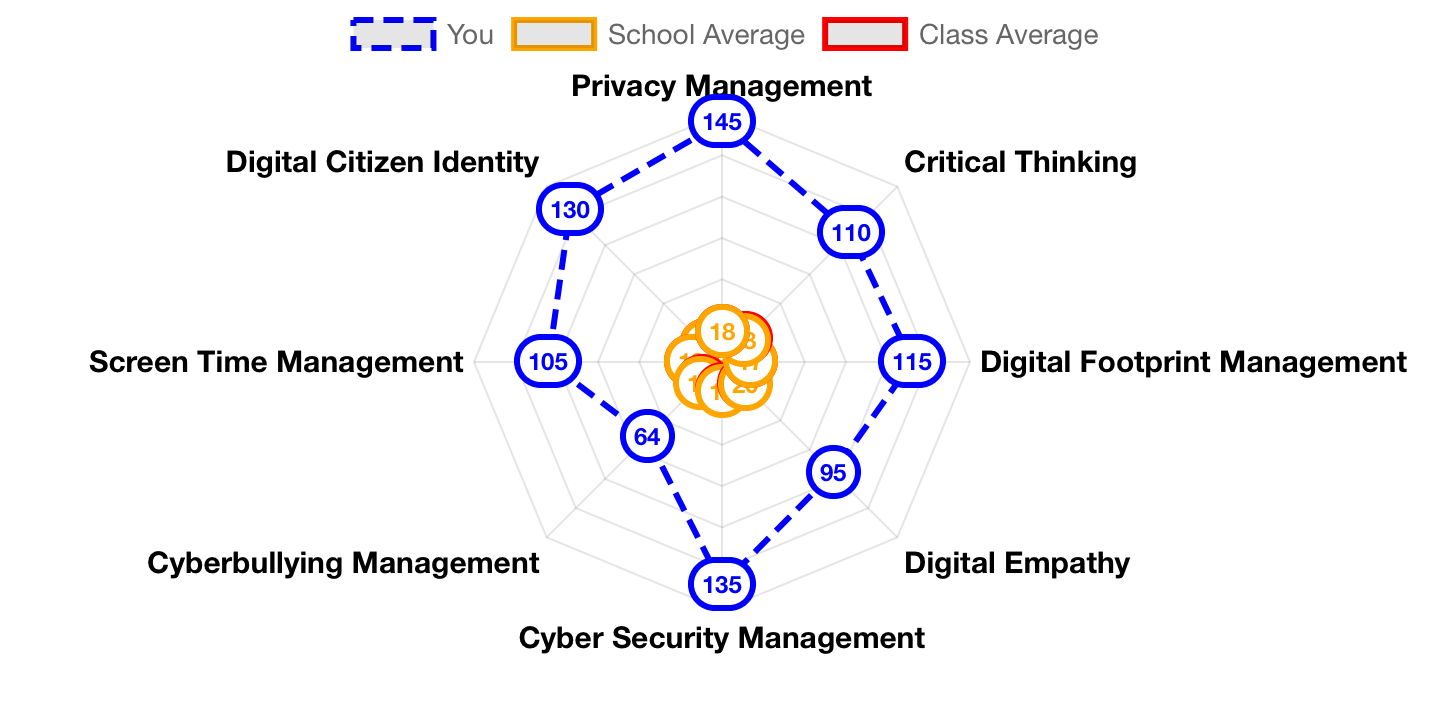 You School Average Class Average
Privacy Management
145
Digital Citizen Identity
Critical Thinking
130
110
18
Screen Time Management
105
115
Digital Footprint Management
64
95
Cyberbullying Management
Digital Empathy
135
Cyber Security Management